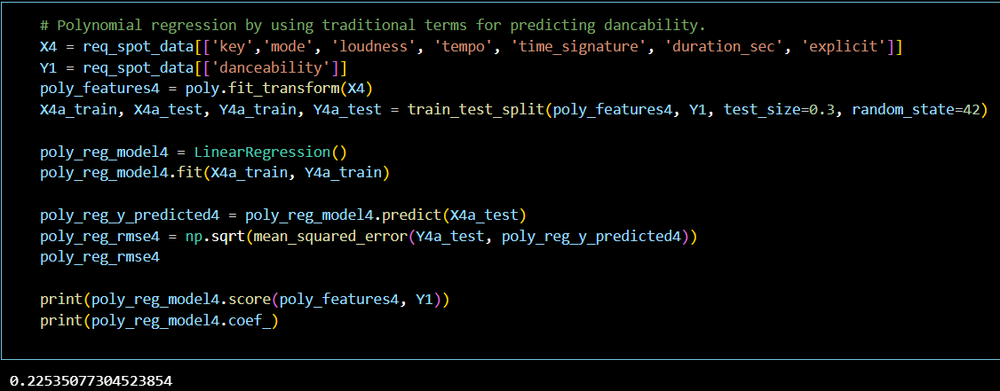 # Polynomial regression by using traditional terms for predicting dancability.
X4 = req_spot_data[['key','mode', 'loudness', 'tempo', 'time_signature', 'duration_sec', 'explicit']]
Y1 = req_spot_data[['danceability']]
poly_features4 = poly.fit_transform(X4)
X4a_train, X4a_test, Y4a_train, Y4a_test = train_test_split(poly_features4, Y1, test_size=0.3, random_state=42)
poly_reg_model4 = LinearRegression()
poly_reg_model4.fit(X4a_train, Y4a_train)
poly_reg_y_predicted4 = poly_reg_model4.predict(X4a_test)
poly_reg_rmse4 = np.sqrt(mean_squared_error(Y4a_test, poly_reg_y_predicted4))
poly_reg_rmse4
print(poly_reg_model4.score(poly_features4, Y1))
print(poly_reg_model4.coef_)
0.22535077304523854